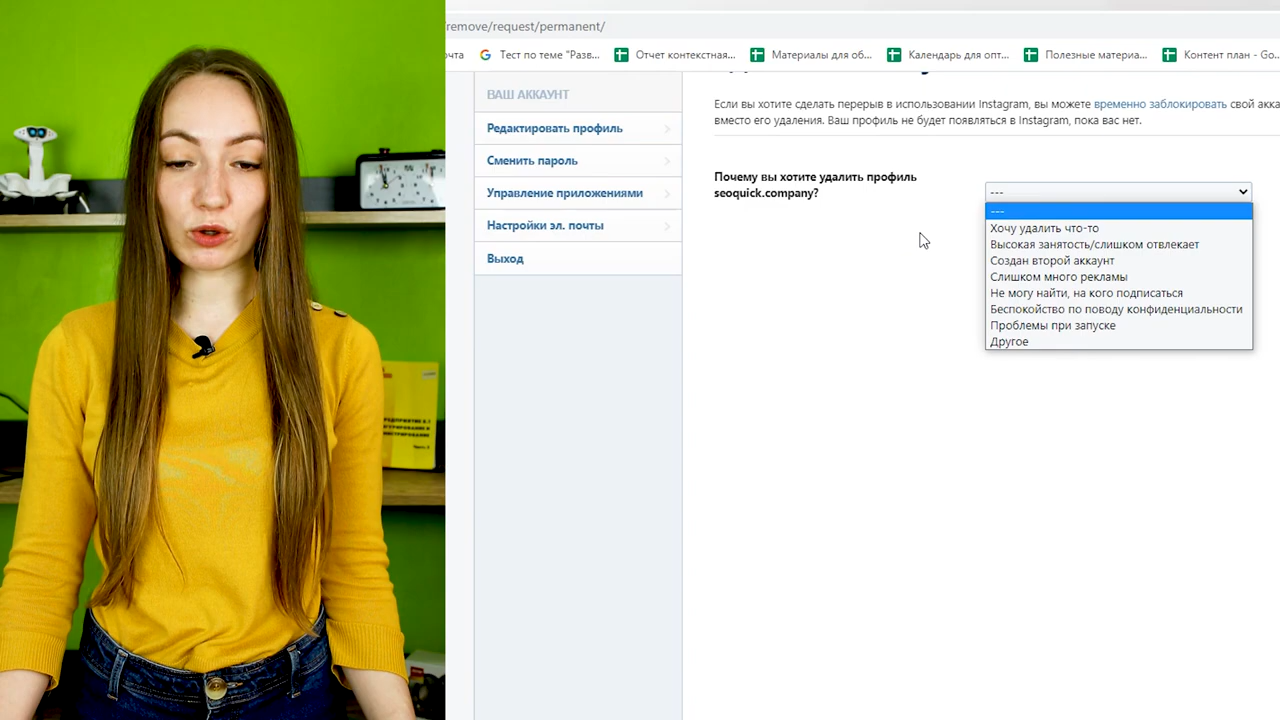 remove/request/permanent/
чта
Тест по теме "Разв...
Отчет контекстная...
Материалы для об...
Календарь для опт...
Полезные материа...
Контент план - Go...
ВАШ АККАУНТ
Редактировать профиль
Сменить пароль
Управление приложениями
Настройки эл. почты
Выход
Если вы хотите сделать перерыв в использовании Instagram, вы можете временно заблокировать свой акка
вместо его удаления. Ваш профиль не будет появляться в Instagram, пока вас нет.
Почему вы хотите удалить профиль
seoquick.company?
---
---
Хочу удалить что-то
Высокая занятость/слишком отвлекает
Создан второй аккаунт
Слишком много рекламы
Не могу найти, на кого подписаться
Беспокойство по поводу конфиденциальности
Проблемы при запуске
Другое